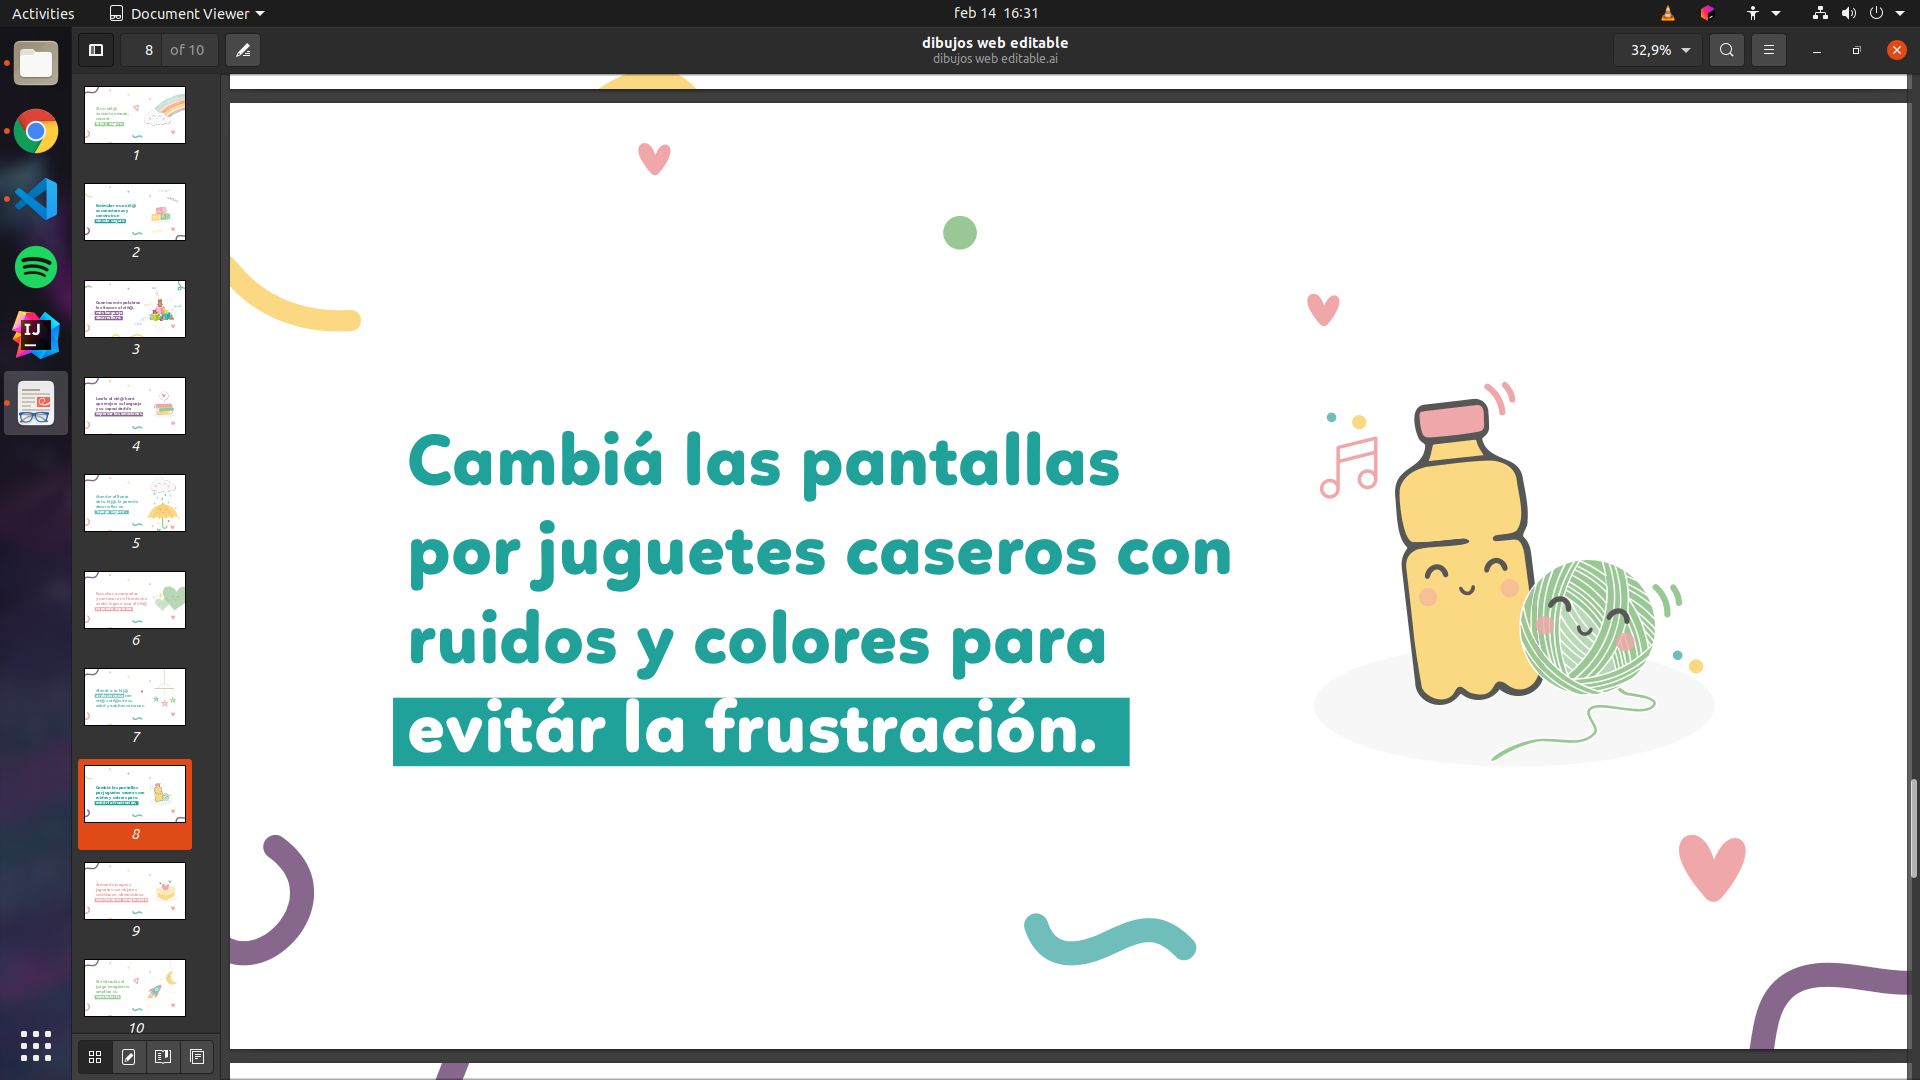 Activities
Document Viewer
feb 14 16:31
8 of 10
dibujos web editable
dibujos web editable.ai
32,9%
IJ
1
2
3
4
5
6
7
8
9
10
Cambiá las pantallas
por juguetes caseros con
ruidos y colores para
evitár la frustración.